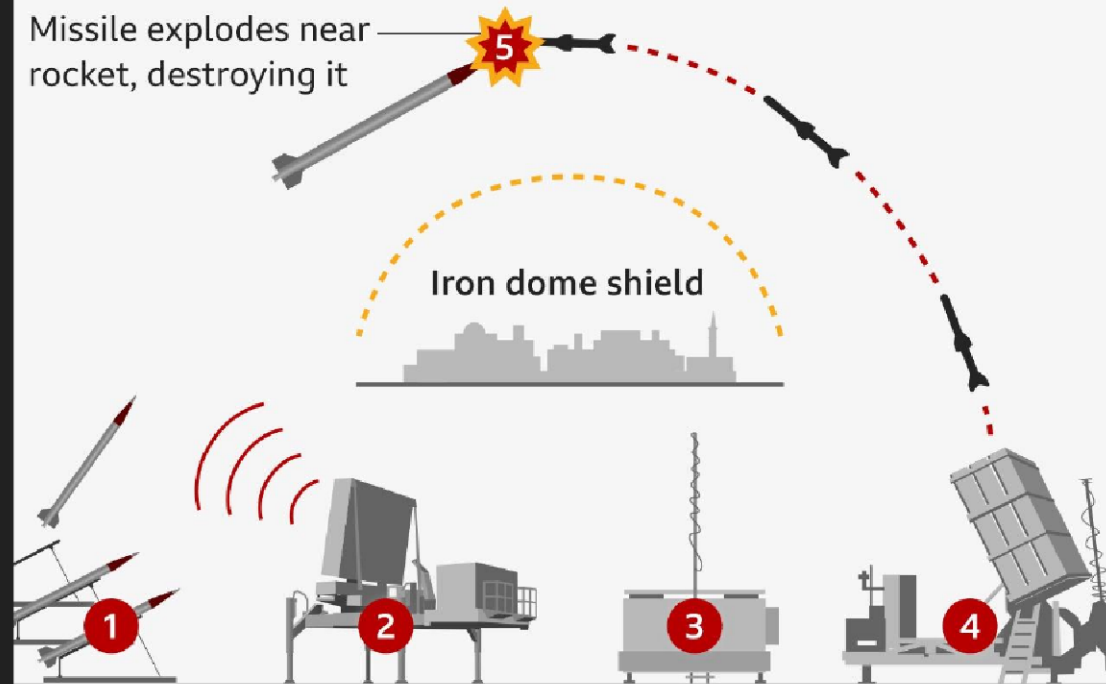 Missile explodes near
rocket, destroying it
5
Iron dome shield
1
2
3
4